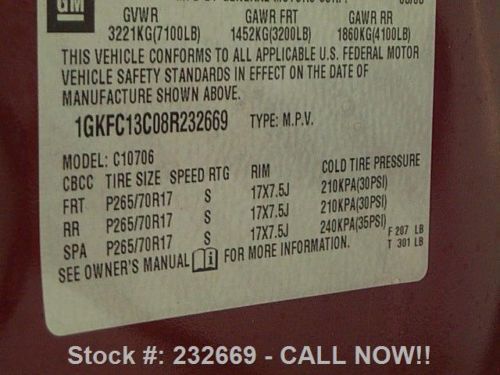 GM
GVWR GAWR FRT GAWR RR
3221KG(7100LB) 1452KG(3200LB) 1860KG(4100LB)
THIS VEHICLE CONFORMS TO ALL APPLICABLE U.S. FEDERAL MOTOR
VEHICLE SAFETY STANDARDS IN EFFECT ON THE DATE OF
MANUFACTURE SHOWN ABOVE.
1GKFC13C08R232669 TYPE: M.P.V.
MODEL: C10706
CBCC TIRE SIZE SPEED RTG RIM COLD TIRE PRESSURE
FRT P265/70R17 S 17X7.5J 210KPA(30PSI)
RR P265/70R17 S 17X7.5J 210KPA(30PSI)
SPA P265/70R17 S 17X7.5J 240KPA(35PSI)
F 207 LB
T 301 LB
SEE OWNER'S MANUAL FOR MORE INFORMATION.
Stock #: 232669 - CALL NOW!!